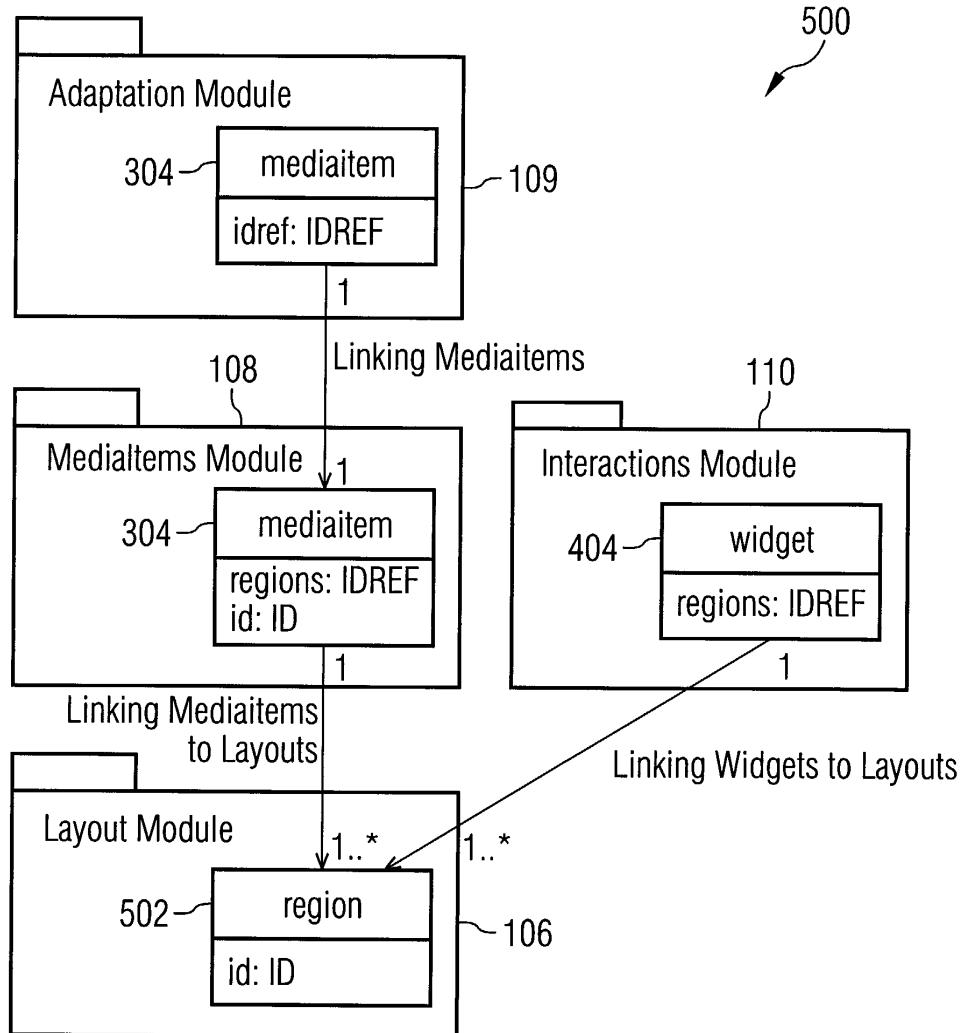 500
Adaptation Module
304
mediaitem
109
idref: IDREF
1
Linking Mediaitems
108
110
MediaItems Module
Interactions Module
1
304
mediaitem
404
widget
regions: IDREF
id: ID
regions: IDREF
1
1
Linking Mediaitems
to Layouts
Linking Widgets to Layouts
Layout Module
1..*
1..*
502
region
106
id: ID